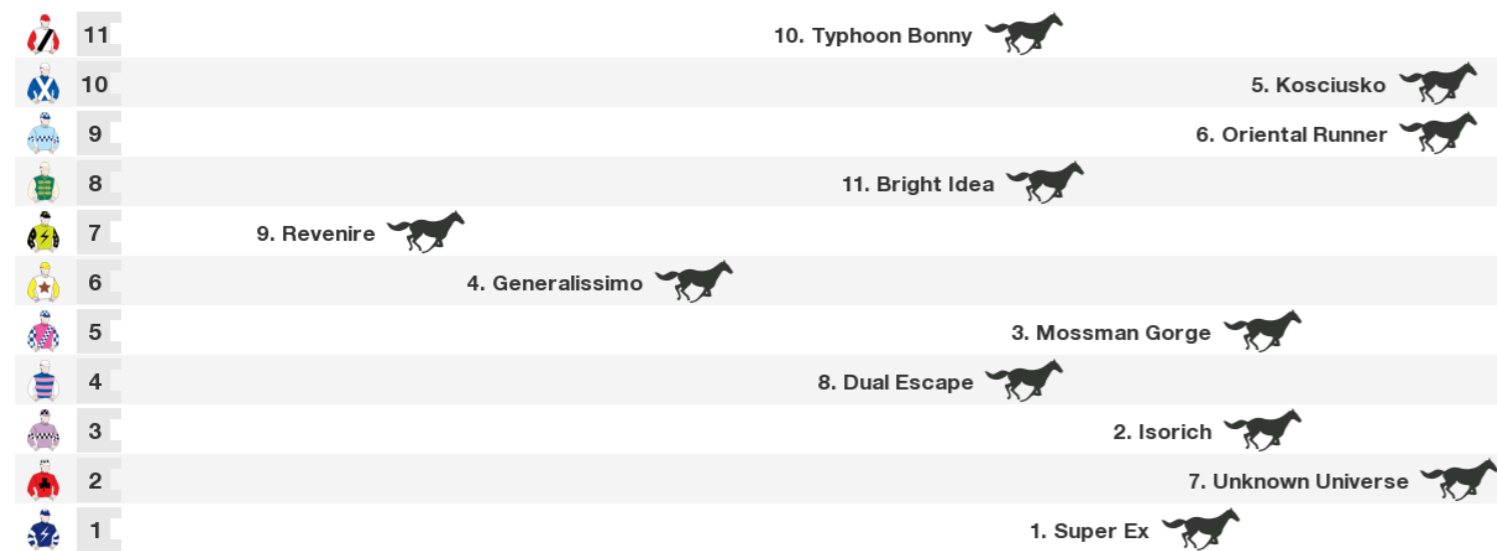 11 10. Typhoon Bonny
10 5. Kosciusko
9 6. Oriental Runner
8 11. Bright Idea
7 9. Revenire
6 4. Generalissimo
5 3. Mossman Gorge
4 8. Dual Escape
3 2. Isorich
2 7. Unknown Universe
1 1. Super Ex